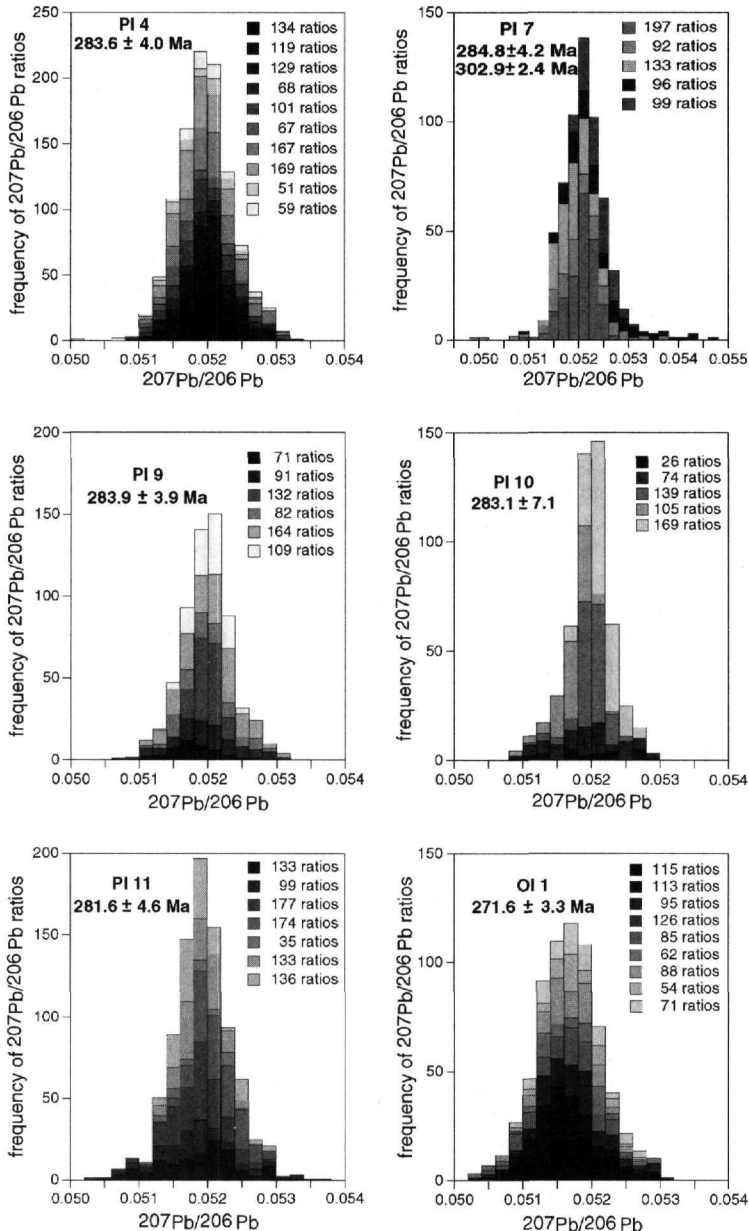 PI 4
283.6 ± 4.0 Ma
134 ratios
119 ratios
129 ratios
68 ratios
101 ratios
67 ratios
167 ratios
169 ratios
51 ratios
59 ratios
frequency of 207Pb/206 Pb ratios
250
200
150
100
50
0
0.050
0.051
0.052
0.053
0.054
207Pb/206 Pb
PI 7
284.8±4.2 Ma
302.9±2.4 Ma
197 ratios
92 ratios
133 ratios
96 ratios
99 ratios
frequency of 207Pb/206 Pb ratios
150
100
50
0
0.050
0.051
0.052
0.053
0.054
0.055
207Pb/206 Pb
PI 9
283.9 ± 3.9 Ma
71 ratios
91 ratios
132 ratios
82 ratios
164 ratios
109 ratios
frequency of 207Pb/206 Pb ratios
200
150
100
50
0
0.050
0.051
0.052
0.053
0.054
207Pb/206 Pb
PI 10
283.1 ± 7.1
26 ratios
74 ratios
139 ratios
105 ratios
169 ratios
frequency of 207Pb/206 Pb ratios
150
100
50
0
0.050
0.051
0.052
0.053
0.054
207Pb/206 Pb
PI 11
281.6 ± 4.6 Ma
133 ratios
99 ratios
177 ratios
174 ratios
35 ratios
133 ratios
136 ratios
frequency of 207Pb/206 Pb ratios
200
150
100
50
0
0.050
0.051
0.052
0.053
0.054
207Pb/206 Pb
OI 1
271.6 ± 3.3 Ma
115 ratios
113 ratios
95 ratios
126 ratios
85 ratios
62 ratios
88 ratios
54 ratios
71 ratios
frequency of 207Pb/206 Pb ratios
150
100
50
0
0.050
0.051
0.052
0.053
0.054
207Pb/206 Pb